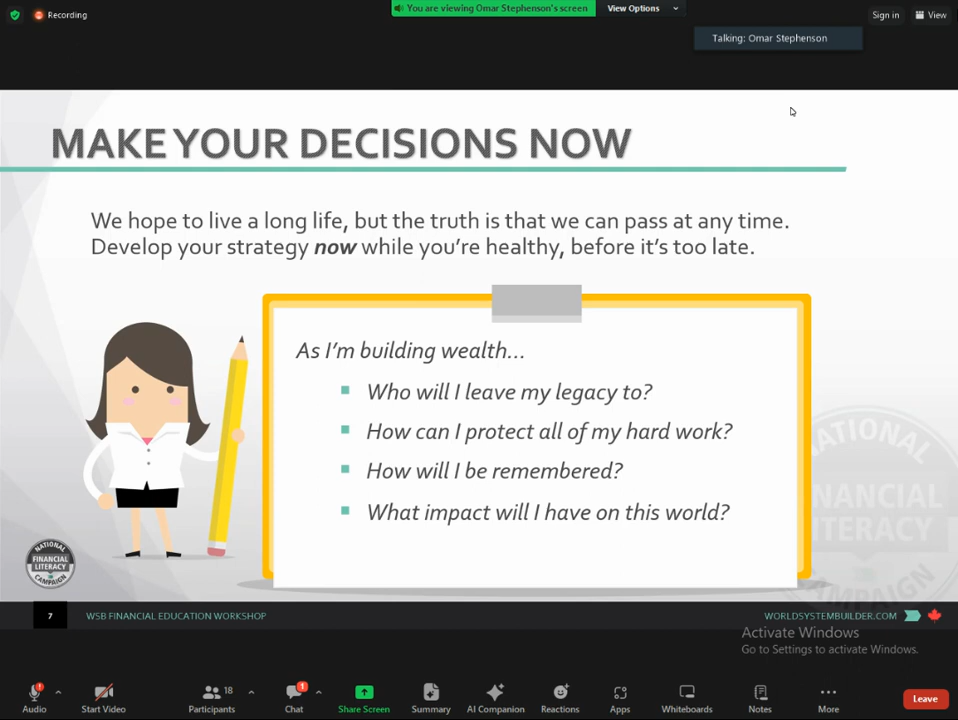 Recording
You are viewing Omar Stephenson's screen
View Options
Sign in
View
Talking: Omar Stephenson
MAKE YOUR DECISIONS NOW
We hope to live a long life, but the truth is that we can pass at any time.
Develop your strategy now while you're healthy, before it's too late.
As I'm building wealth...
Who will I leave my legacy to?
How can I protect all of my hard work?
How will I be remembered?
What impact will I have on this world?
NATIONAL
FINANCIAL
LITERACY
CAMPAIGN
NATIONAL
FINANCIAL
LITERACY
CAMPAIGN
7
WSB FINANCIAL EDUCATION WORKSHOP
WORLDSYSTEMBUILDER.COM
Activate Windows
Go to Settings to activate Windows.
Audio
Start Video
18
Participants
1
Chat
Share Screen
Summary
AI Companion
Reactions
Apps
Whiteboards
Notes
More
Leave